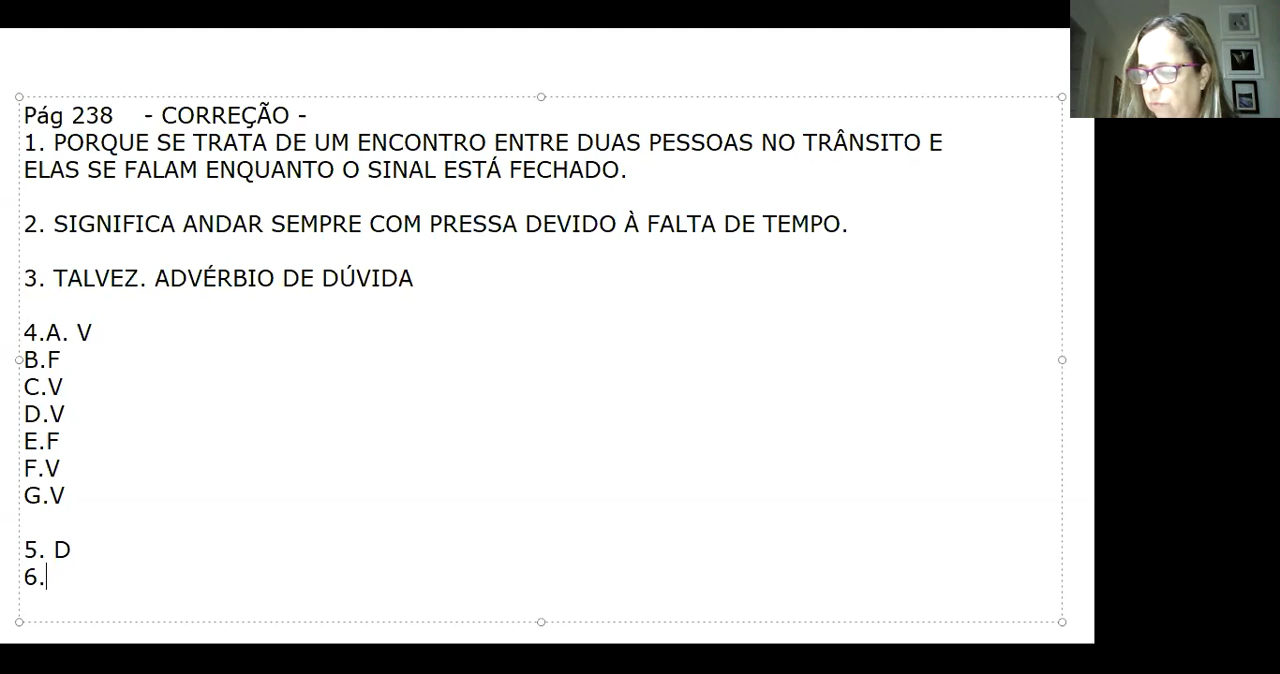 Pág 238 - CORREÇÃO -
1. PORQUE SE TRATA DE UM ENCONTRO ENTRE DUAS PESSOAS NO TRÂNSITO E
ELAS SE FALAM ENQUANTO O SINAL ESTÁ FECHADO.
2. SIGNIFICA ANDAR SEMPRE COM PRESSA DEVIDO À FALTA DE TEMPO.
3. TALVEZ. ADVÉRBIO DE DÚVIDA
4.A. V
B.F
C.V
D.V
E.F
F.V
G.V
5. D
6.